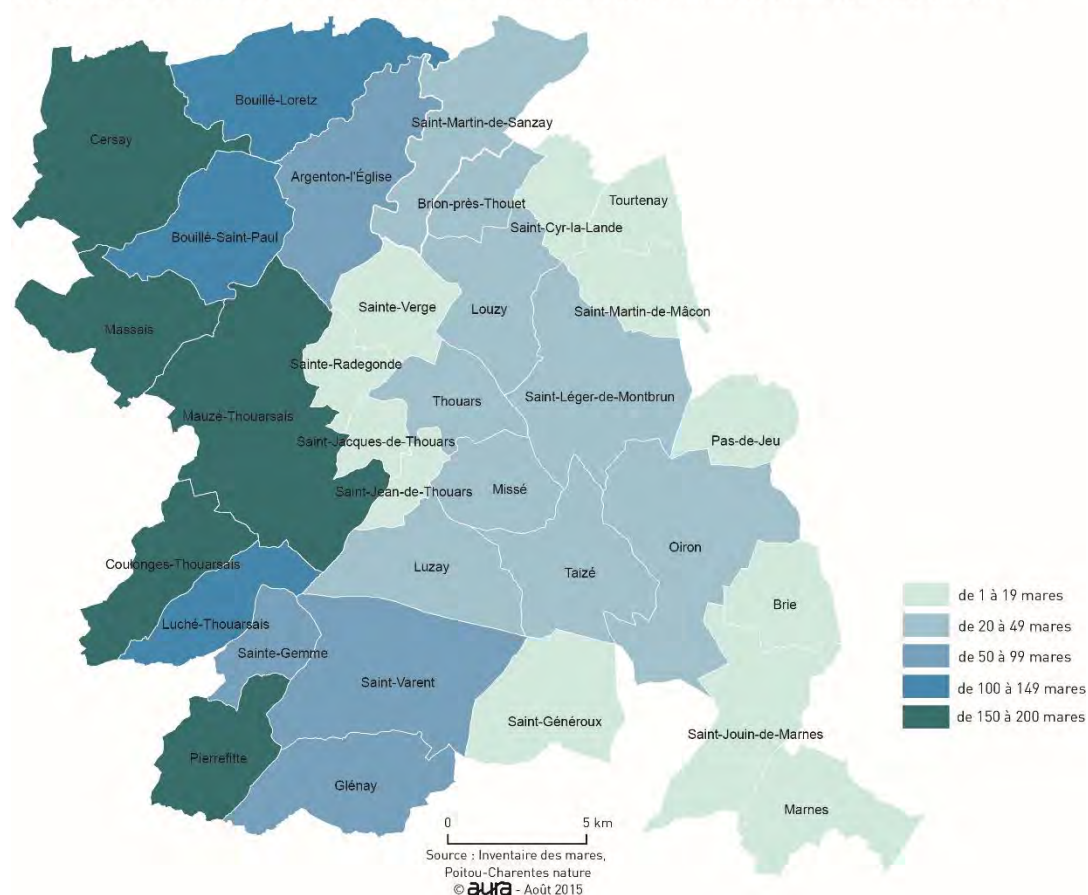 Bouillé-Loretz
Saint-Martin-de-Sanzay
Cersay
Argenton-l'Église
Brion-près-Thouet
Tourtenay
Saint-Cyr-la-Lande
Bouillé-Saint-Paul
Sainte-Verge
Louzy
Saint-Martin-de-Mâcon
Massais
Sainte-Radegonde
Thouars
Saint-Léger-de-Montbrun
Mauzé-Thouarsais
Saint-Jacques-de-Thouars
Pas-de-Jeu
Saint-Jean-de-Thouars
Missé
Oiron
Coulonges-Thouarsais
Luzay
Taizé
Brie
Luché-Thouarsais
Sainte-Gemme
Saint-Varent
Saint-Généroux
Saint-Jouin-de-Marnes
Pierrefitte
Glénay
Marnes
de 1 à 19 mares
de 20 à 49 mares
de 50 à 99 mares
de 100 à 149 mares
de 150 à 200 mares
0 5 km
Source : Inventaire des mares,
Poitou-Charentes nature
© aura - Août 2015